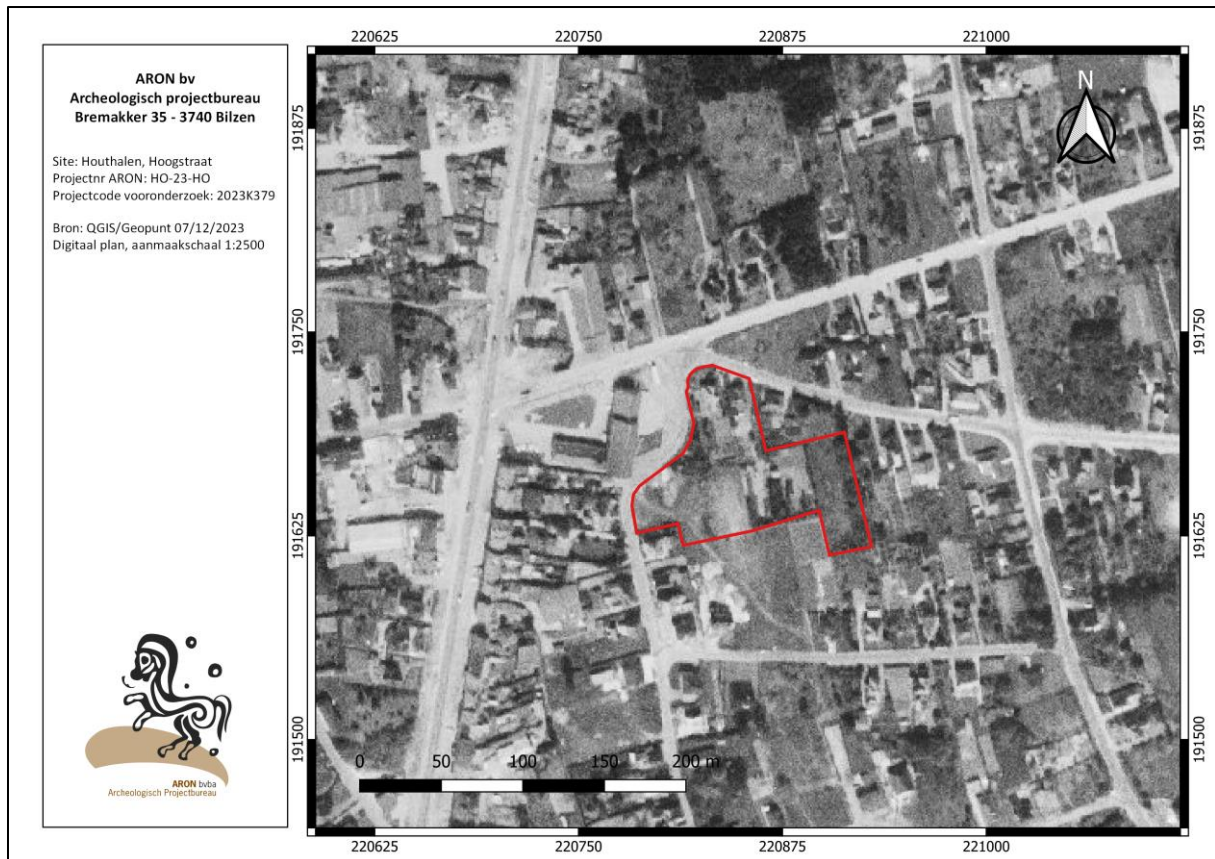 ARON bv
Archeologisch projectbureau
Bremakker 35 - 3740 Bilzen
Site: Houthalen, Hoogstraat
Projectnr ARON: HO-23-HO
Projectcode vooronderzoek: 2023K379
Bron: QGIS/Geopunt 07/12/2023
Digitaal plan, aanmaakschaal 1:2500
ARON bvba
Archeologisch Projectbureau
220625 220750 220875 221000
191875 191875
N
191750 191750
191625 191625
191500 191500
0 50 100 150 200 m
220625 220750 220875 221000